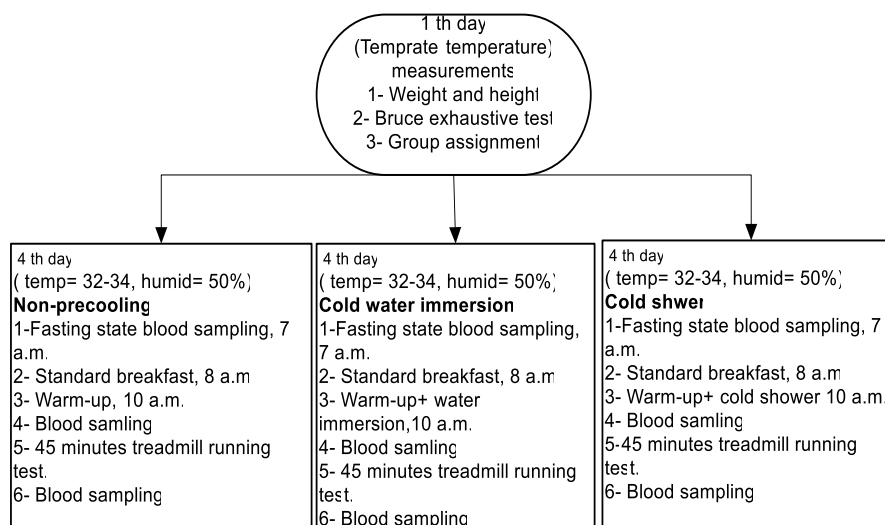 1 th day
(Temprate temperature)
measurements
1- Weight and height
2- Bruce exhaustive test
3- Group assignment
4 th day
( temp= 32-34, humid= 50%)
Non-precooling
1-Fasting state blood sampling, 7
a.m.
2- Standard breakfast, 8 a.m
3- Warm-up, 10 a.m.
4- Blood samling
5- 45 minutes treadmill running
test.
6- Blood sampling
4 th day
( temp= 32-34, humid= 50%)
Cold water immersion
1-Fasting state blood sampling,
7 a.m.
2- Standard breakfast, 8 a.m
3- Warm-up+ water
immersion,10 a.m.
4- Blood samling
5- 45 minutes treadmill running
test.
6- Blood sampling
4 th day
( temp= 32-34, humid= 50%)
Cold shwer
1-Fasting state blood sampling, 7
a.m.
2- Standard breakfast, 8 a.m
3- Warm-up+ cold shower 10 a.m.
4- Blood samling
5-45 minutes treadmill running
test.
6- Blood sampling